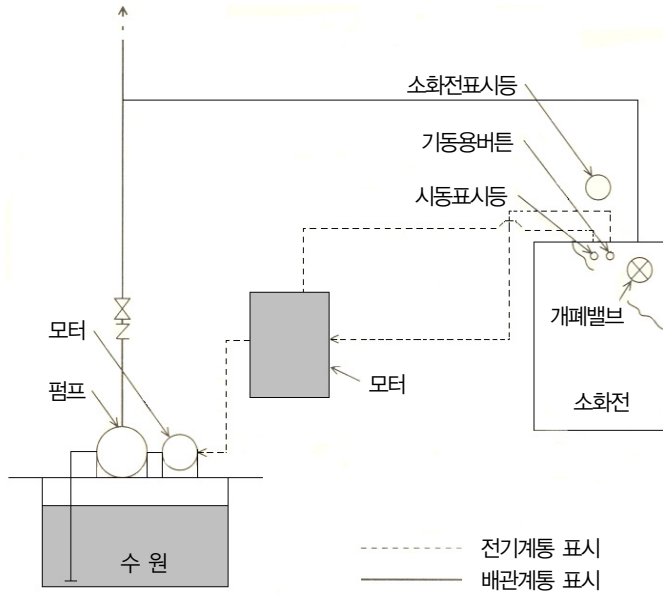 소화전표시등
기동용버튼
시동표시등
개폐밸브
모터
모터
펌프
소화전
수 원
전기계통 표시
배관계통 표시